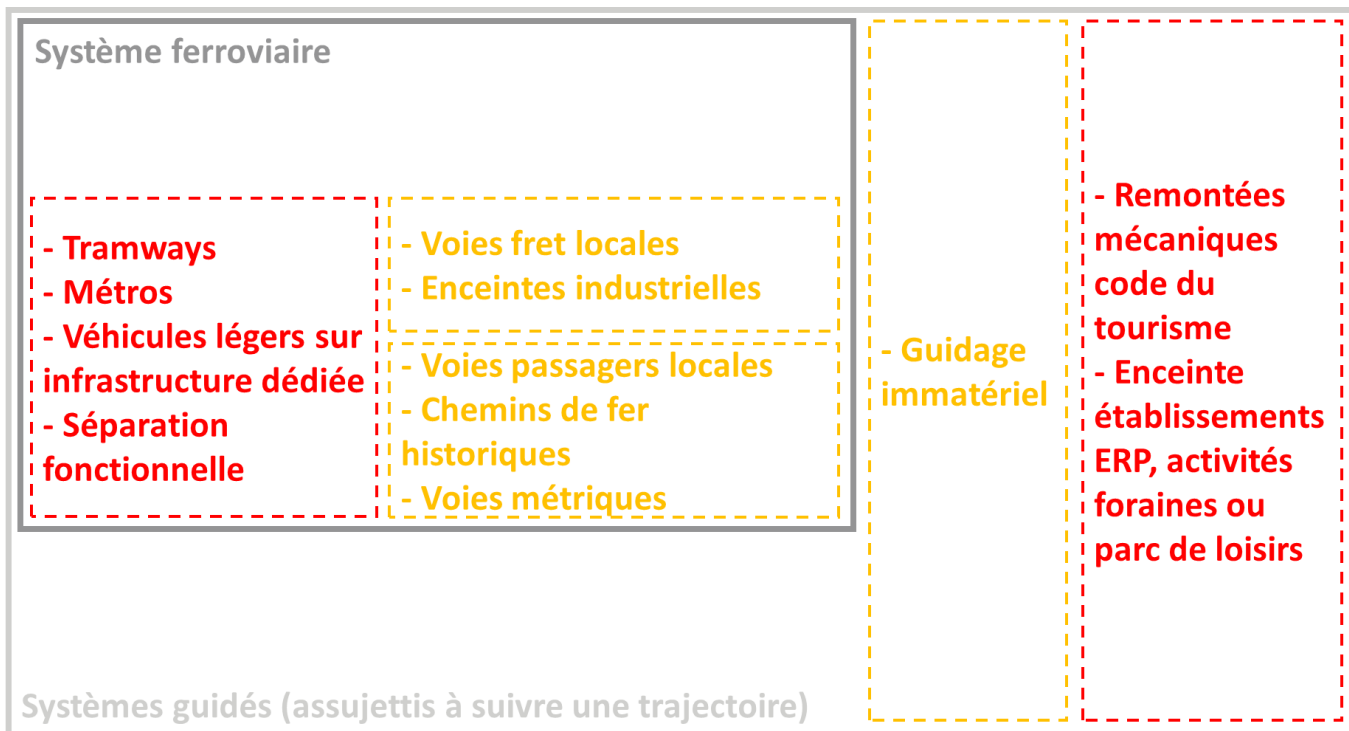 Système ferroviaire
- Tramways
- Métros
- Véhicules légers sur
infrastructure dédiée
- Séparation
fonctionnelle
- Voies fret locales
- Enceintes industrielles
- Voies passagers locales
- Chemins de fer
historiques
- Voies métriques
- Guidage
immatériel
- Remontées
mécaniques
code du
tourisme
- Enceinte
établissements
ERP, activités
foraines ou
parc de loisirs
Systèmes guidés (assujettis à suivre une trajectoire)